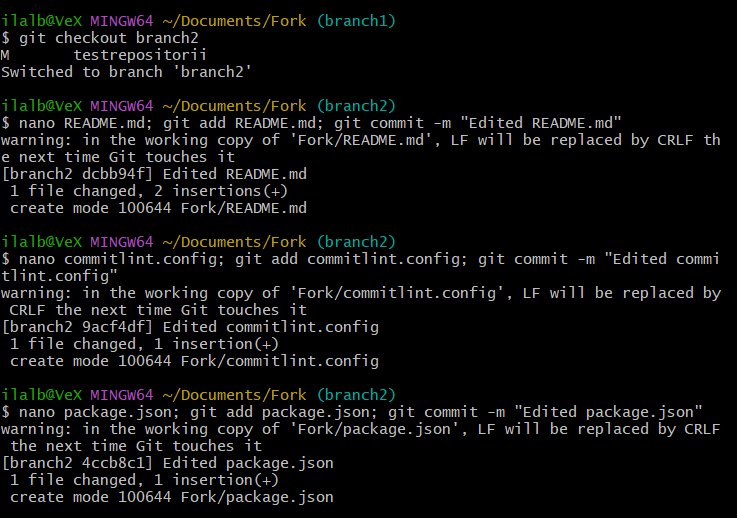 ilalb@VeX MINGW64 ~/Documents/Fork (branch1)
$ git checkout branch2
M       testrepositorii
Switched to branch 'branch2'

ilalb@VeX MINGW64 ~/Documents/Fork (branch2)
$ nano README.md; git add README.md; git commit -m "Edited README.md"
warning: in the working copy of 'Fork/README.md', LF will be replaced by CRLF th
e next time Git touches it
[branch2 dcbb94f] Edited README.md
 1 file changed, 2 insertions(+)
 create mode 100644 Fork/README.md

ilalb@VeX MINGW64 ~/Documents/Fork (branch2)
$ nano commitlint.config; git add commitlint.config; git commit -m "Edited commi
tlint.config"
warning: in the working copy of 'Fork/commitlint.config', LF will be replaced by
 CRLF the next time Git touches it
[branch2 9acf4df] Edited commitlint.config
 1 file changed, 1 insertion(+)
 create mode 100644 Fork/commitlint.config

ilalb@VeX MINGW64 ~/Documents/Fork (branch2)
$ nano package.json; git add package.json; git commit -m "Edited package.json"
warning: in the working copy of 'Fork/package.json', LF will be replaced by CRLF
 the next time Git touches it
[branch2 4ccb8c1] Edited package.json
 1 file changed, 1 insertion(+)
 create mode 100644 Fork/package.json